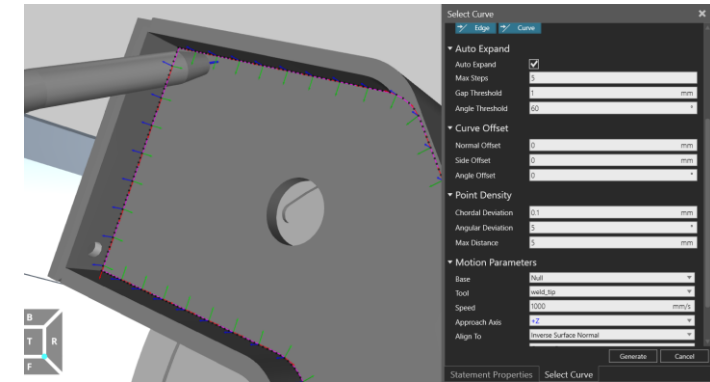 Select Curve
Edge Curve
Auto Expand
Auto Expand
Max Steps 5
Gap Threshold 1 mm
Angle Threshold 60 °
Curve Offset
Normal Offset 0 mm
Side Offset 0 mm
Angle Offset 0 °
Point Density
Chordal Deviation 0.1 mm
Angular Deviation 5 °
Max Distance 5 mm
Motion Parameters
Base Null
Tool weld_tip
Speed 1000 mm/s
Approach Axis +Z
Align To Inverse Surface Normal
Generate Cancel
Statement Properties Select Curve
B
T R
F